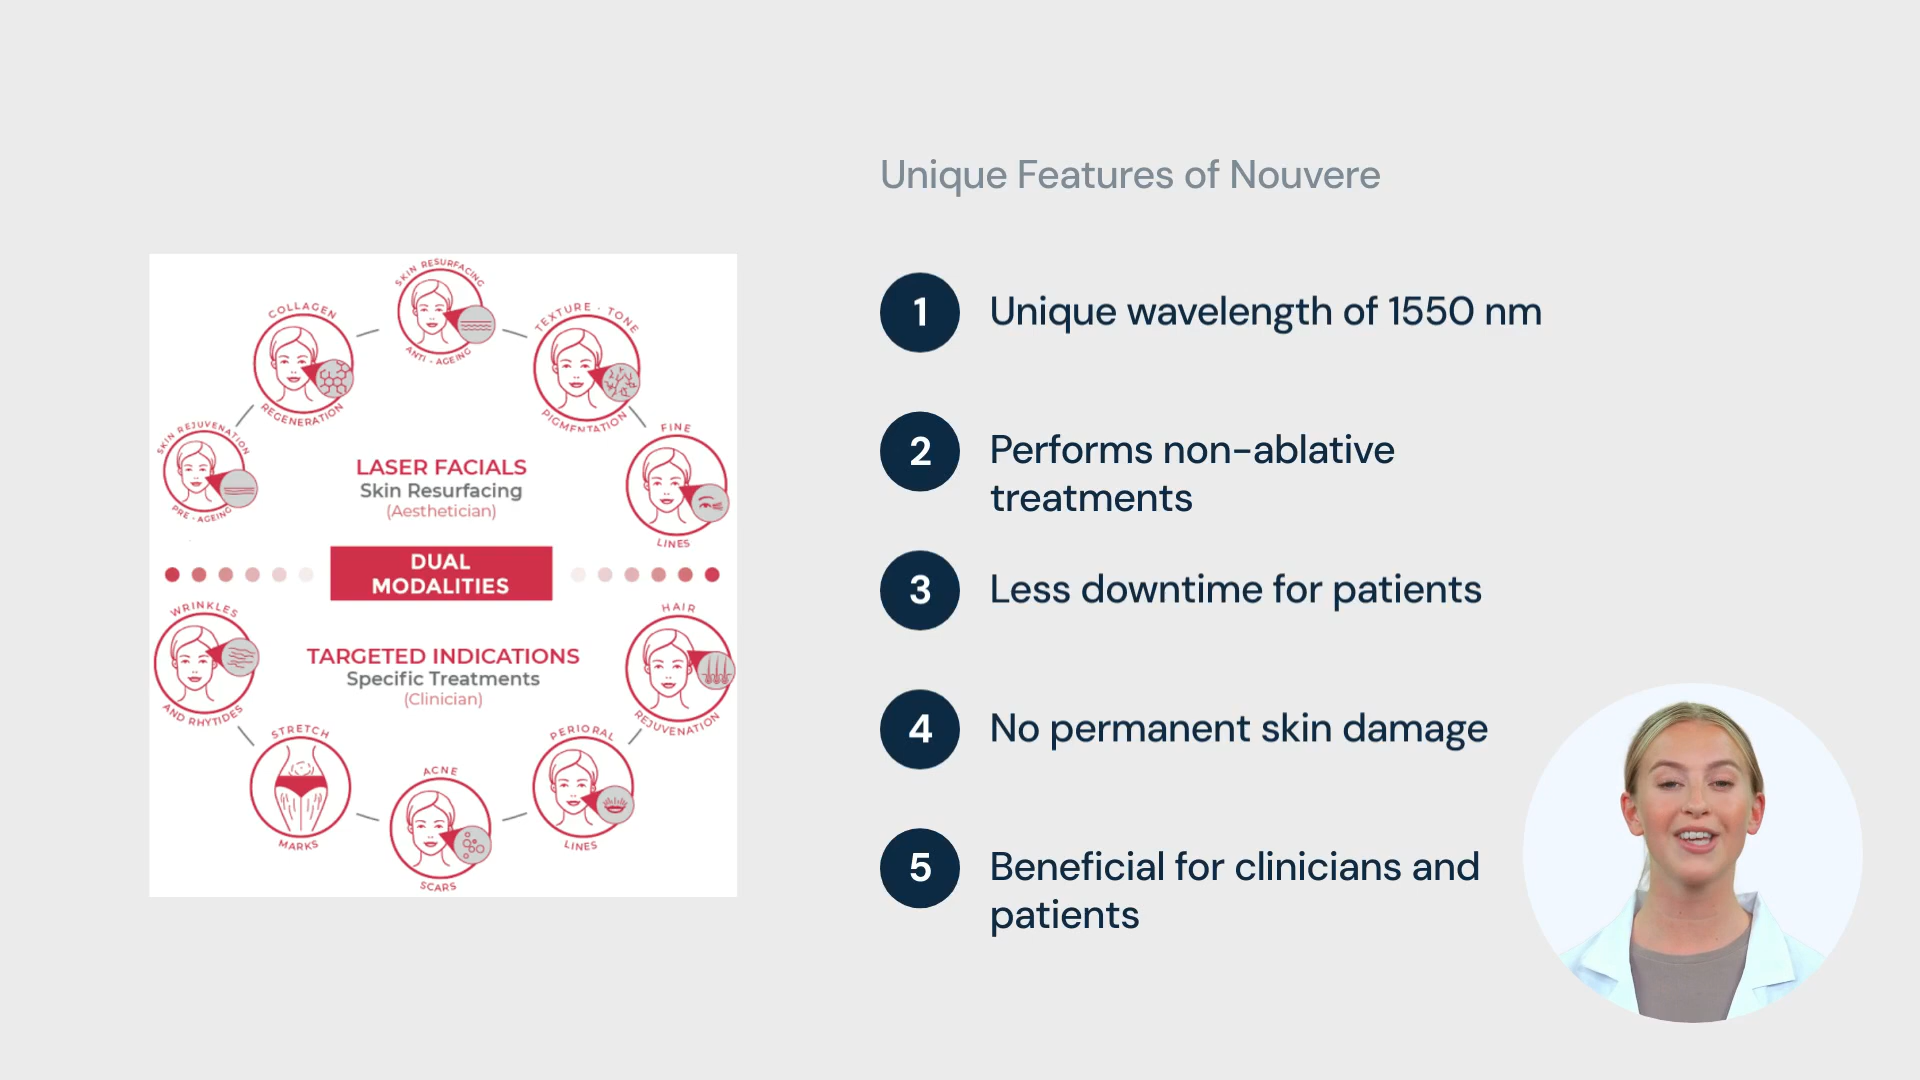 Unique Features of Nouvere
SKIN RESURFACING
ANTI - AGEING
COLLAGEN
REGENERATION
TEXTURE · TONE
PIGMENTATION
SKIN REJUVENATION
PRE - AGEING
FINE
LINES
LASER FACIALS
Skin Resurfacing
(Aesthetician)
DUAL
MODALITIES
TARGETED INDICATIONS
Specific Treatments
(Clinician)
WRINKLES
AND RHYTIDES
HAIR
REJUVENATION
STRETCH
MARKS
PERIORAL
LINES
ACNE
SCARS
1 Unique wavelength of 1550 nm
2 Performs non-ablative
treatments
3 Less downtime for patients
4 No permanent skin damage
5 Beneficial for clinicians and
patients